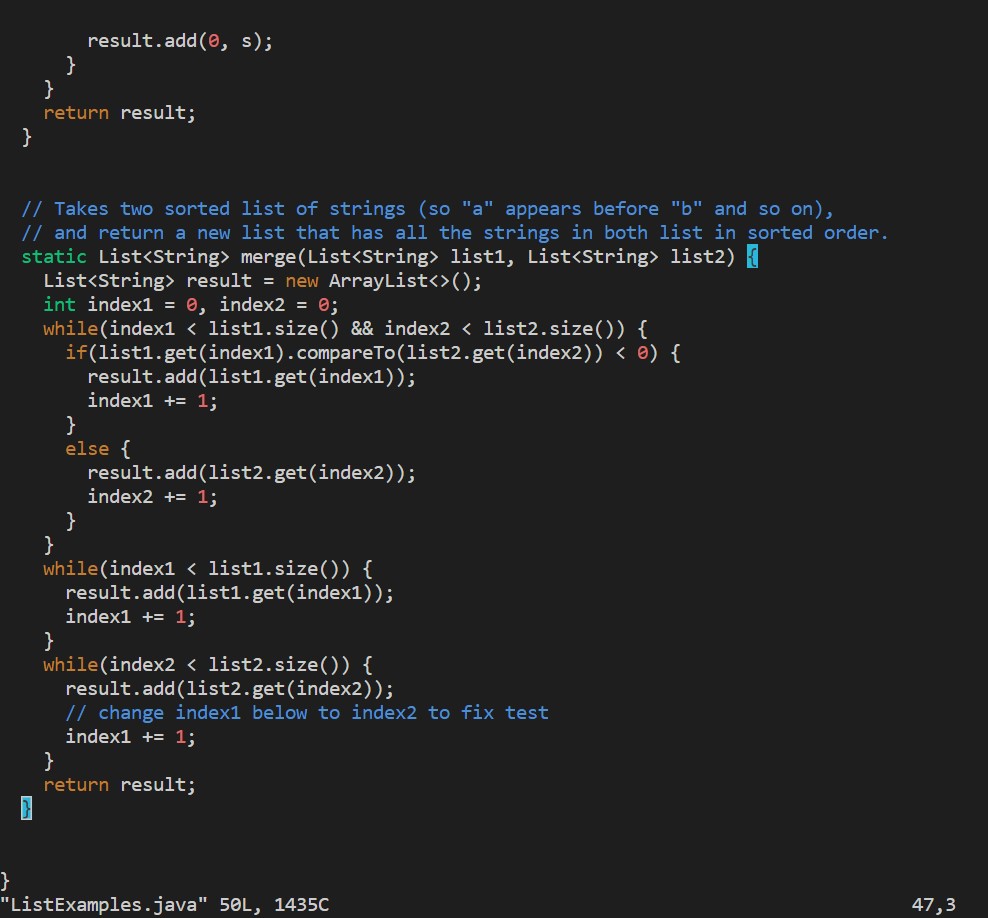 result.add(0, s);
      }
    }
    return result;
  }

  // Takes two sorted list of strings (so "a" appears before "b" and so on),
  // and return a new list that has all the strings in both list in sorted order.
  static List<String> merge(List<String> list1, List<String> list2) {
    List<String> result = new ArrayList<>();
    int index1 = 0, index2 = 0;
    while(index1 < list1.size() && index2 < list2.size()) {
      if(list1.get(index1).compareTo(list2.get(index2)) < 0) {
        result.add(list1.get(index1));
        index1 += 1;
      }
      else {
        result.add(list2.get(index2));
        index2 += 1;
      }
    }
    while(index1 < list1.size()) {
      result.add(list1.get(index1));
      index1 += 1;
    }
    while(index2 < list2.size()) {
      result.add(list2.get(index2));
      // change index1 below to index2 to fix test
      index1 += 1;
    }
    return result;
  }

}
"ListExamples.java" 50L, 1435C 47,3